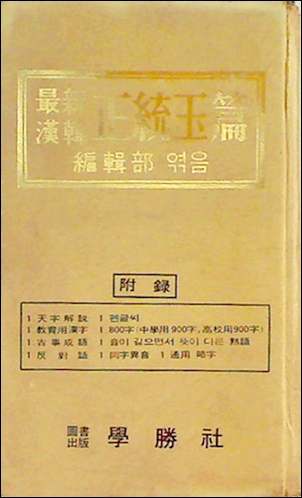 最新
漢韓 正統玉篇
編輯部 엮음
附錄
1 天字解說 1 펜글씨
1 敎育用漢字 1 800字(中學用 900字, 高校用900字)
1 古事成語 1 音이 같으면서 뜻이 다른 熟語
1 反對語 1 同字異音 1 通用 略字
圖書
出版 學勝社